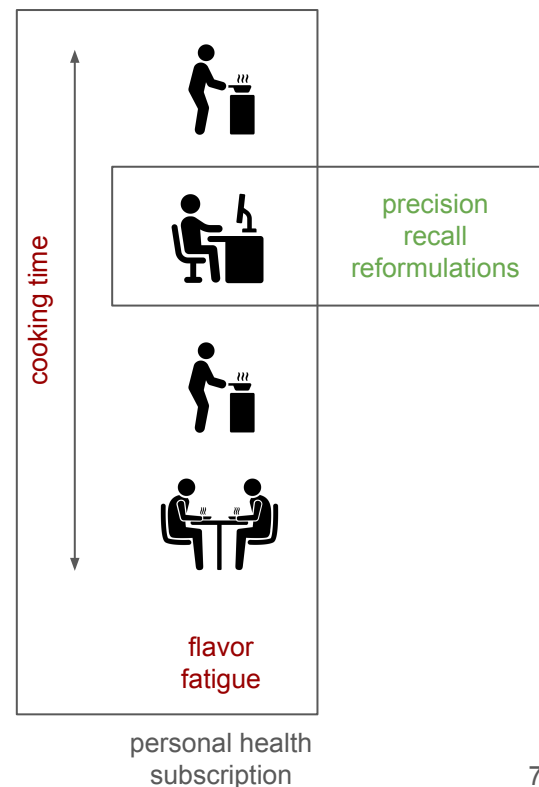 cooking time
precision
recall
reformulations
flavor
fatigue
personal health
subscription
7